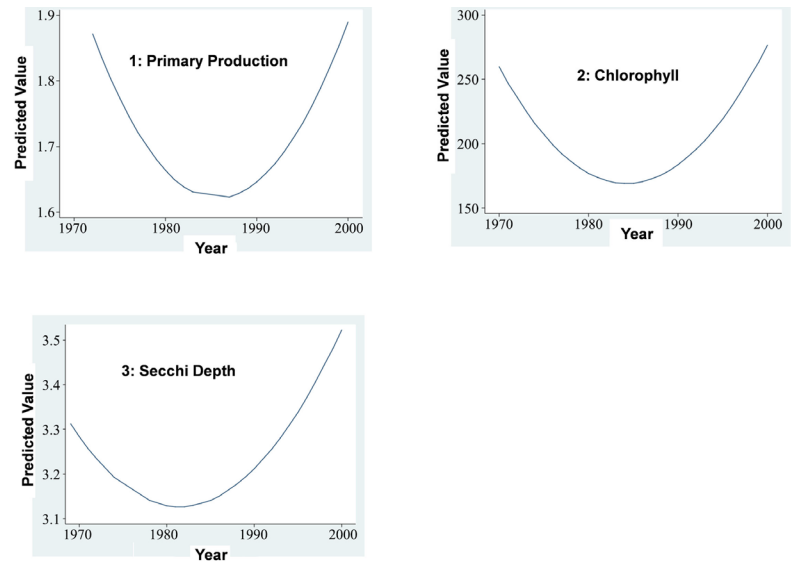 1.9
1: Primary Production
1.8
Predicted Value
1.7
1.6
1970 1980 1990 2000
Year
300
2: Chlorophyll
250
Predicted Value
200
150
1970 1980 1990 2000
Year
3.5
3: Secchi Depth
3.4
Predicted Value
3.3
3.2
3.1
1970 1980 1990 2000
Year